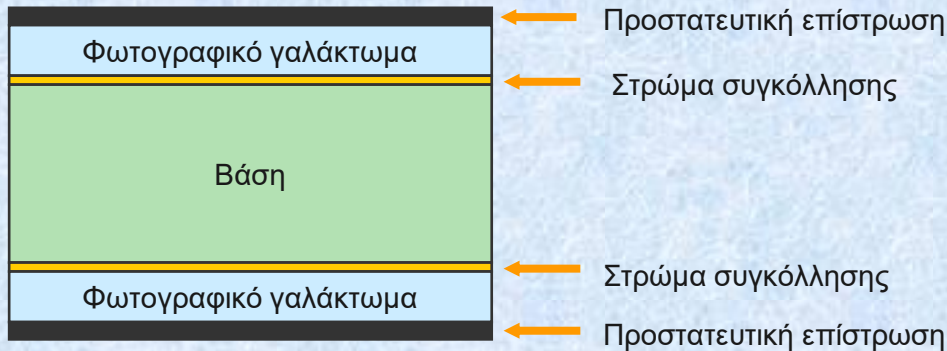 Προστατευτική επίστρωση
Φωτογραφικό γαλάκτωμα
Στρώμα συγκόλλησης
Βάση
Στρώμα συγκόλλησης
Φωτογραφικό γαλάκτωμα
Προστατευτική επίστρωση